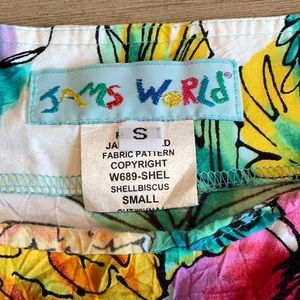 JAMS WORLD®
S
FABRIC PATTERN
COPYRIGHT
W689-SHEL
SHELLBISCUS
SMALL